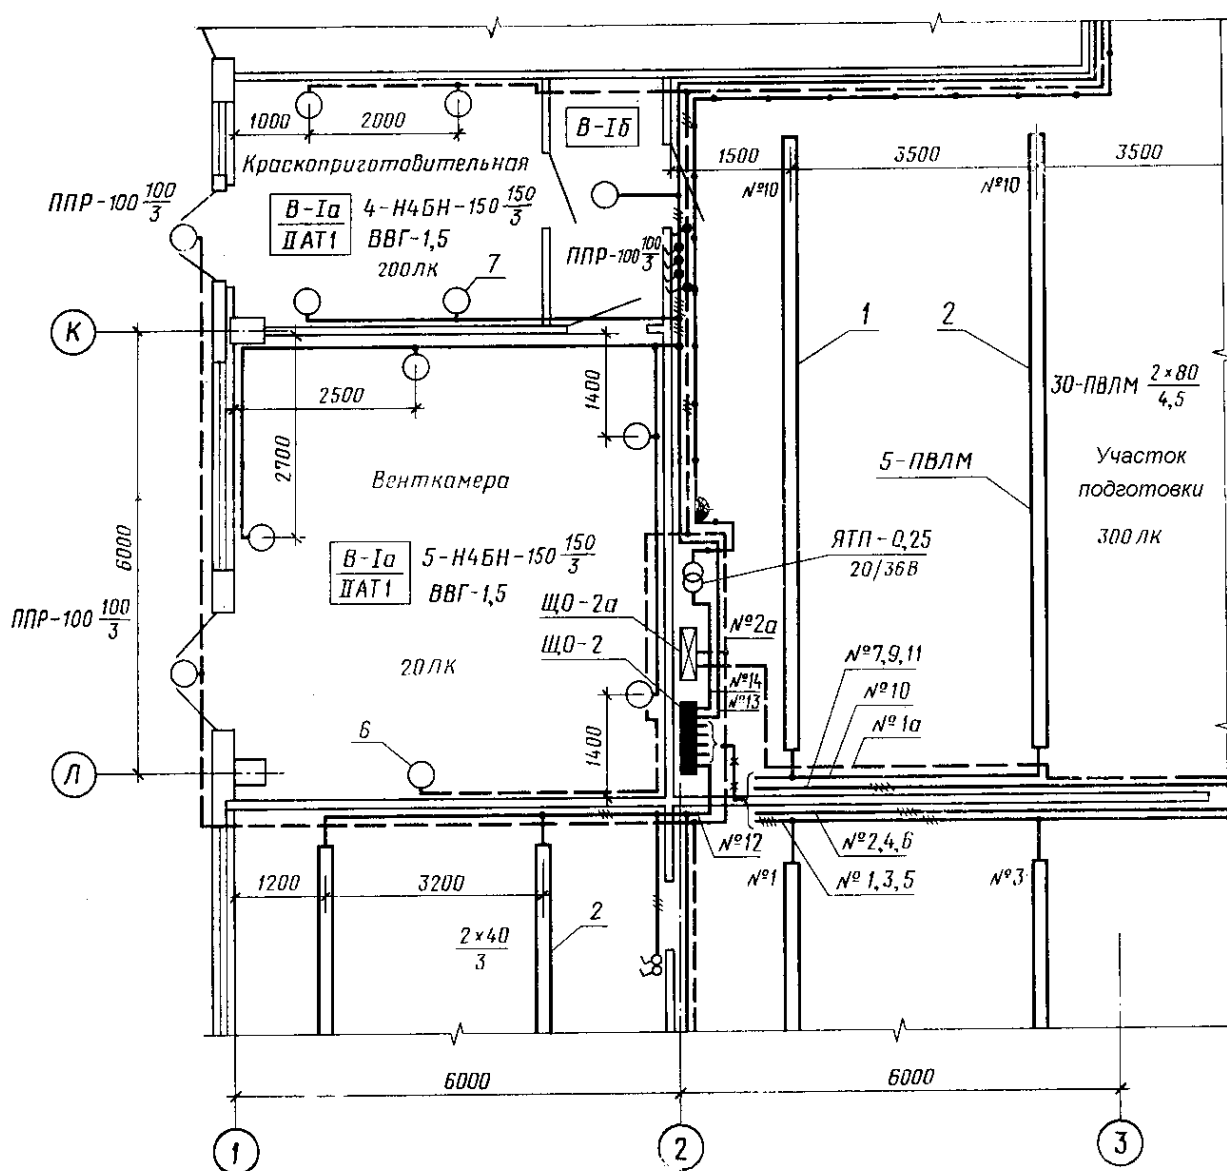 1000
2000
В-Iб
1500
3500
3500
Краскоприготовительная
№10
№10
ППР-100 100/3
В-Iа
IIАТ1
4-Н4БН-150 150/3
ВВГ-1,5
200ЛК
ППР-100 100/3
7
К
1
2
2500
1400
30-ПВЛМ 2×80/4,5
2700
Венткамера
5-ПВЛМ
Участок
подготовки
300 ЛК
6000
В-Iа
IIАТ1
5-Н4БН-150 150/3
ВВГ-1,5
ЯТП-0,25
20/36В
ППР-100 100/3
ЩО-2а
№2а
ЩО-2
20ЛК
№7,9,11
№14
№10
№13
№1а
6
1400
Л
№12
№2,4,6
№1
№1,3,5
№3
1200
3200
2
2×40/3
6000
6000
1
2
3